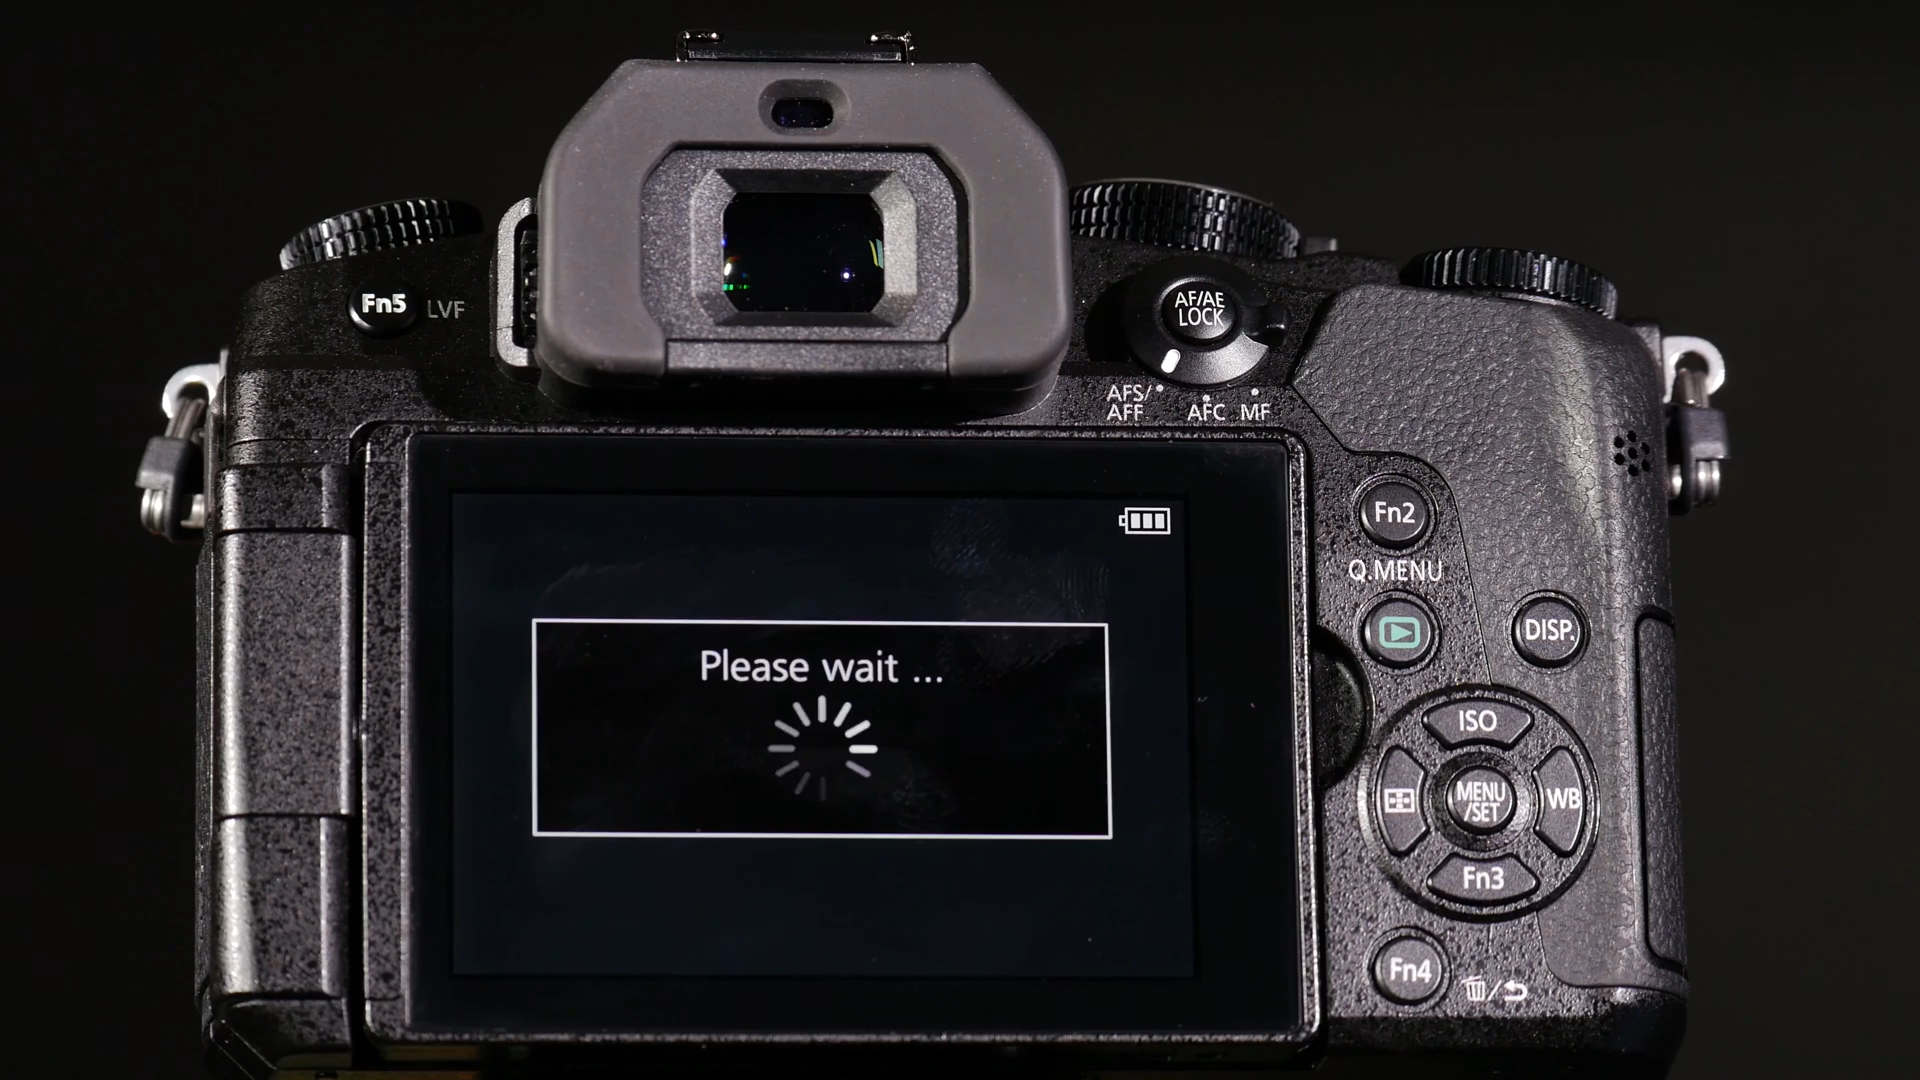 Fn5 LVF
AF/AE
LOCK
AFS/
AFF
AFC
MF
Fn2
Q.MENU
DISP.
Please wait ...
ISO
MENU
/SET
WB
Fn3
Fn4